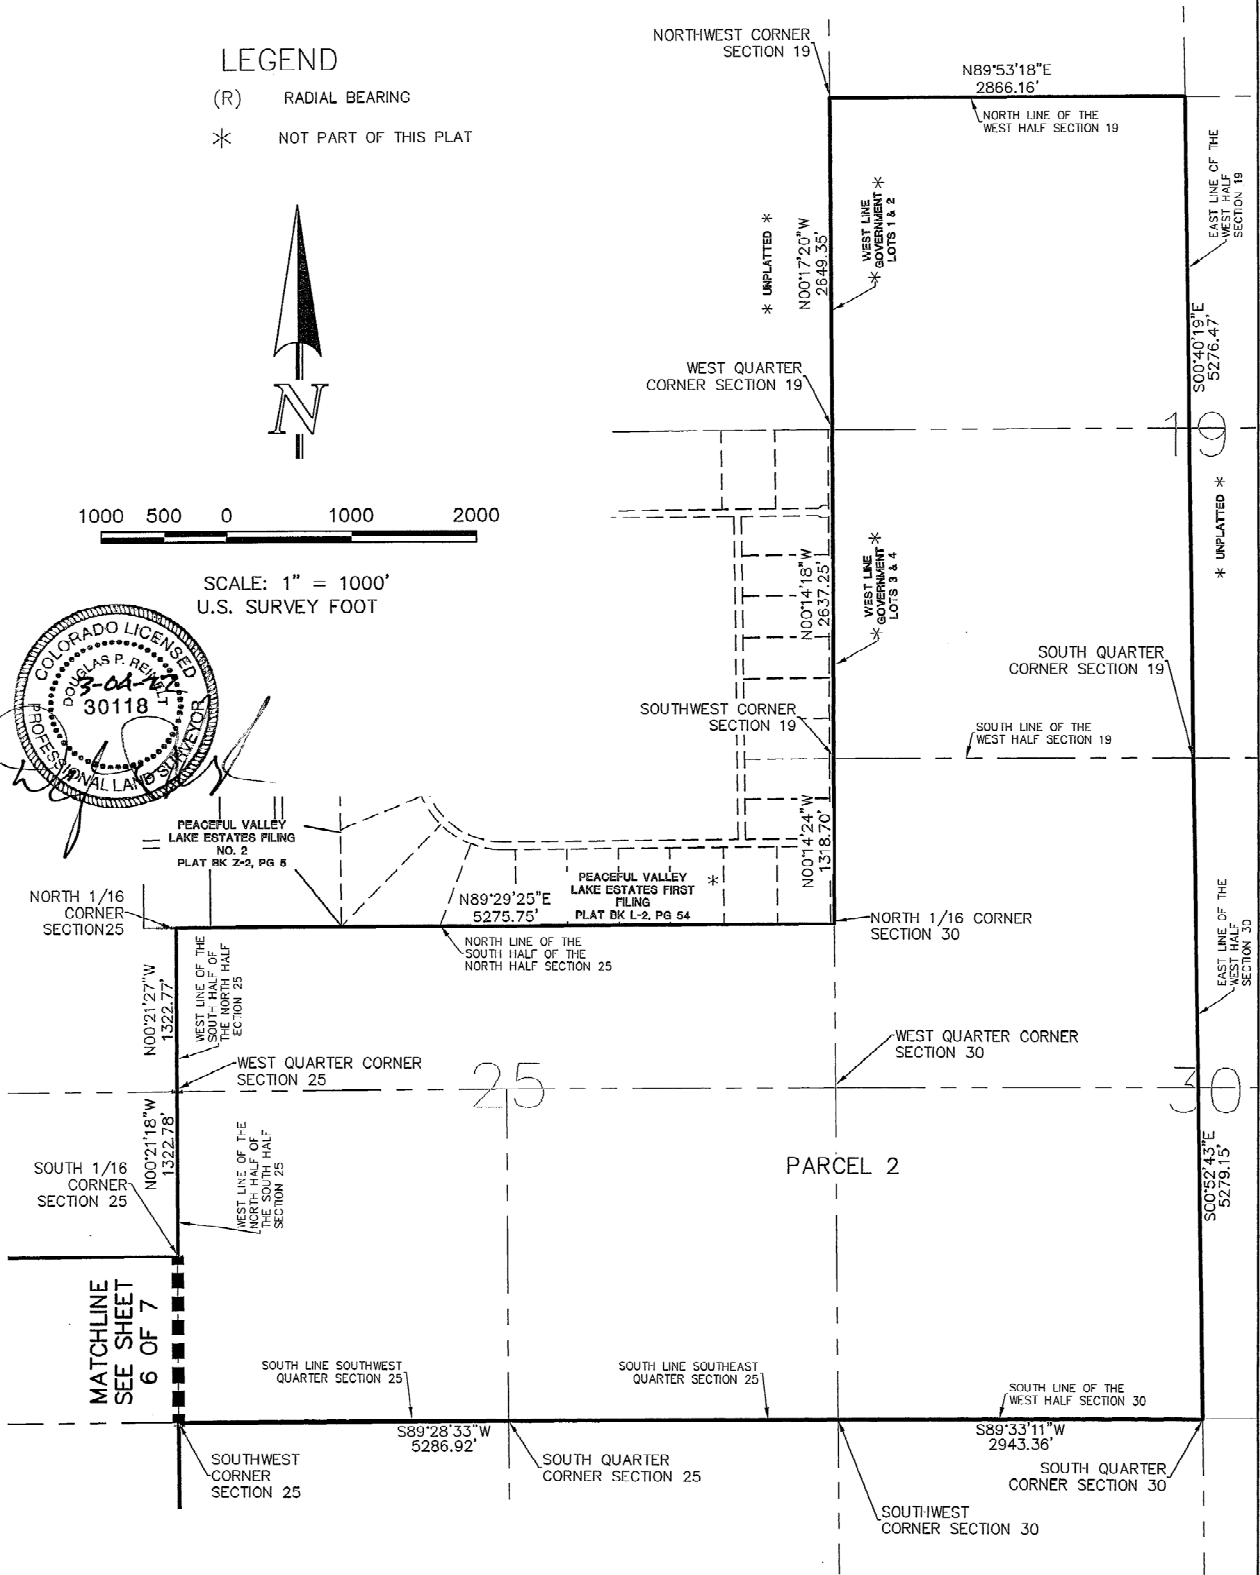 LEGEND
(R) RADIAL BEARING
* NOT PART OF THIS PLAT
N
1000 500 0 1000 2000
SCALE: 1" = 1000'
U.S. SURVEY FOOT
COLORADO LICENSED
DOUGLAS P. REINELT
30118
PROFESSIONAL LAND SURVEYOR
NORTHWEST CORNER
SECTION 19
N89°53'18"E
2866.16'
NORTH LINE OF THE
WEST HALF SECTION 19
EAST LINE OF THE
WEST HALF
SECTION 19
* UNPLATTED *
N00°17'20"W
2649.35'
* WEST LINE
GOVERNMENT *
LOTS 1 & 2
S00°40'19"E
5276.47'
WEST QUARTER
CORNER SECTION 19
19
* UNPLATTED *
N00°14'18"W
2637.25'
* WEST LINE
GOVERNMENT *
LOTS 3 & 4
SOUTH QUARTER
CORNER SECTION 19
SOUTHWEST CORNER
SECTION 19
SOUTH LINE OF THE
WEST HALF SECTION 19
N00°14'24"W
1318.70'
PEACEFUL VALLEY
LAKE ESTATES FILING
NO. 2
PLAT BK Z-2, PG 5
NORTH 1/16
CORNER
SECTION25
N89°29'25"E
5275.75'
PEACEFUL VALLEY *
LAKE ESTATES FIRST
FILING
PLAT BK L-2, PG 54
NORTH 1/16 CORNER
SECTION 30
NORTH LINE OF THE
SOUTH HALF OF THE
NORTH HALF SECTION 25
EAST LINE OF THE
WEST HALF
SECTION 30
N00°21'27"W
1322.77'
WEST LINE OF THE
SOUTH HALF OF
THE NORTH HALF
ECTION 25
WEST QUARTER CORNER
SECTION 25
WEST QUARTER CORNER
SECTION 30
25
30
N00°21'18"W
1322.78'
WEST LINE OF THE
NORTH HALF OF
THE SOUTH HALF
SECTION 25
SOUTH 1/16
CORNER
SECTION 25
PARCEL 2
S00°52'43"E
5279.15'
MATCHLINE
SEE SHEET
6 OF 7
SOUTH LINE SOUTHWEST
QUARTER SECTION 25
SOUTH LINE SOUTHEAST
QUARTER SECTION 25
SOUTH LINE OF THE
WEST HALF SECTION 30
S89°28'33"W
5286.92'
S89°33'11"W
2943.36'
SOUTHWEST
CORNER
SECTION 25
SOUTH QUARTER
CORNER SECTION 25
SOUTH QUARTER
CORNER SECTION 30
SOUTHWEST
CORNER SECTION 30